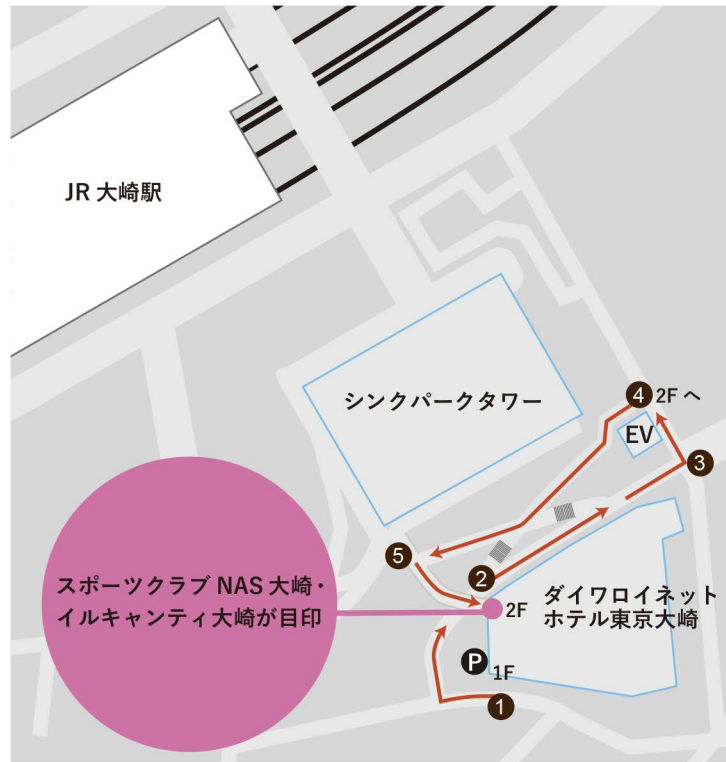 JR 大崎駅
シンクパークタワー
4 2F へ
EV
3
5
2
スポーツクラブ NAS 大崎・
イルキャンティ大崎が目印
2F
ダイワロイネット
ホテル東京大崎
P 1F
1